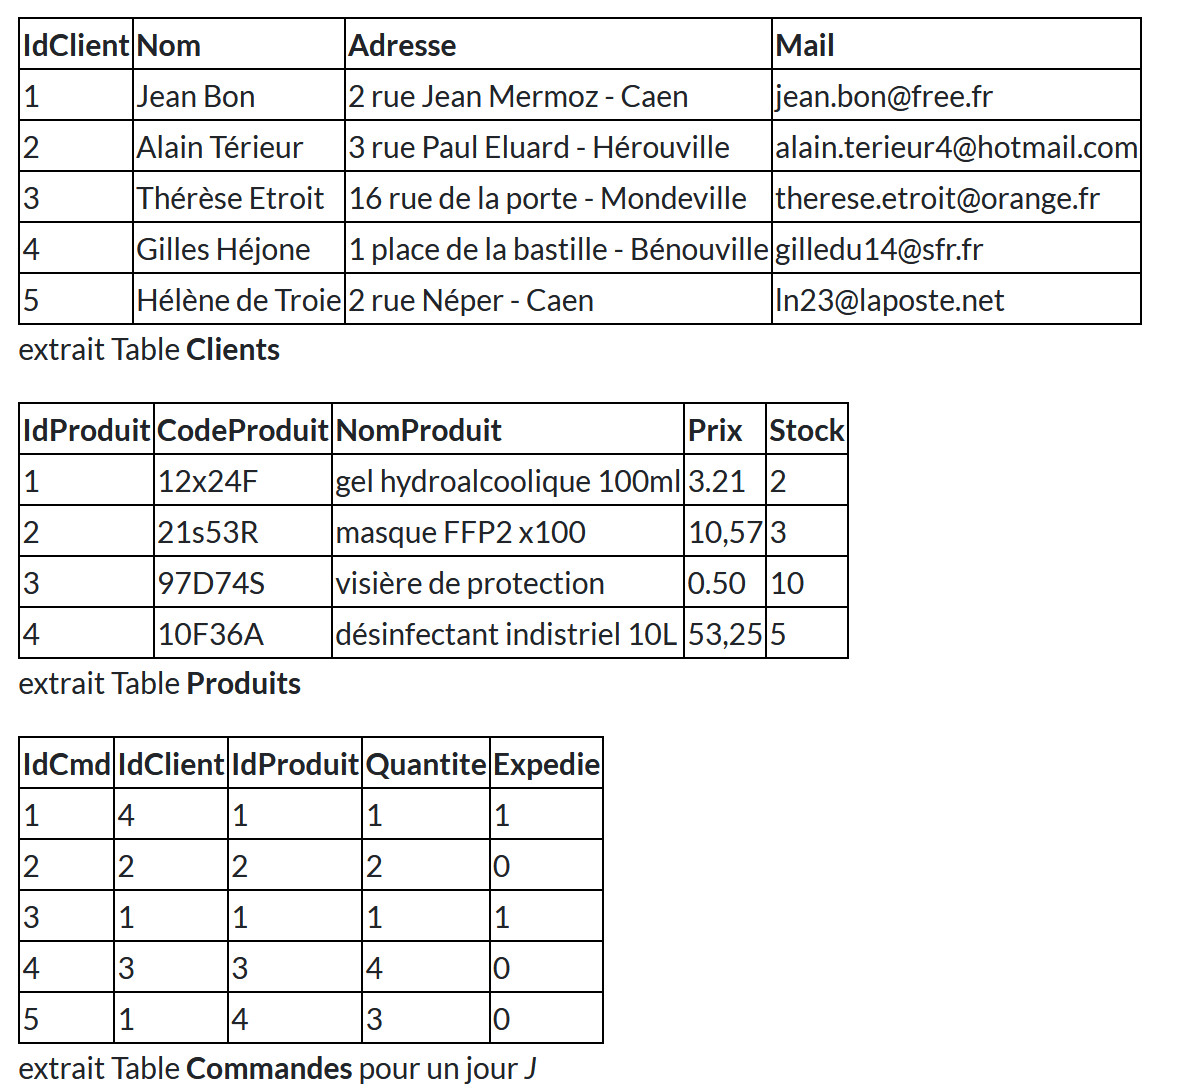 IdClient Nom Adresse Mail
1 Jean Bon 2 rue Jean Mermoz - Caen jean.bon@free.fr
2 Alain Térieur 3 rue Paul Eluard - Hérouville alain.terieur4@hotmail.com
3 Thérèse Etroit 16 rue de la porte - Mondeville therese.etroit@orange.fr
4 Gilles Héjone 1 place de la bastille - Bénouville gilledu14@sfr.fr
5 Hélène de Troie 2 rue Néper - Caen ln23@laposte.net
extrait Table Clients
IdProduit CodeProduit NomProduit Prix Stock
1 12x24F gel hydroalcoolique 100ml 3.21 2
2 21s53R masque FFP2 x100 10,57 3
3 97D74S visière de protection 0.50 10
4 10F36A désinfectant indistriel 10L 53,25 5
extrait Table Produits
IdCmd IdClient IdProduit Quantite Expedie
1 4 1 1 1
2 2 2 2 0
3 1 1 1 1
4 3 3 4 0
5 1 4 3 0
extrait Table Commandes pour un jour J